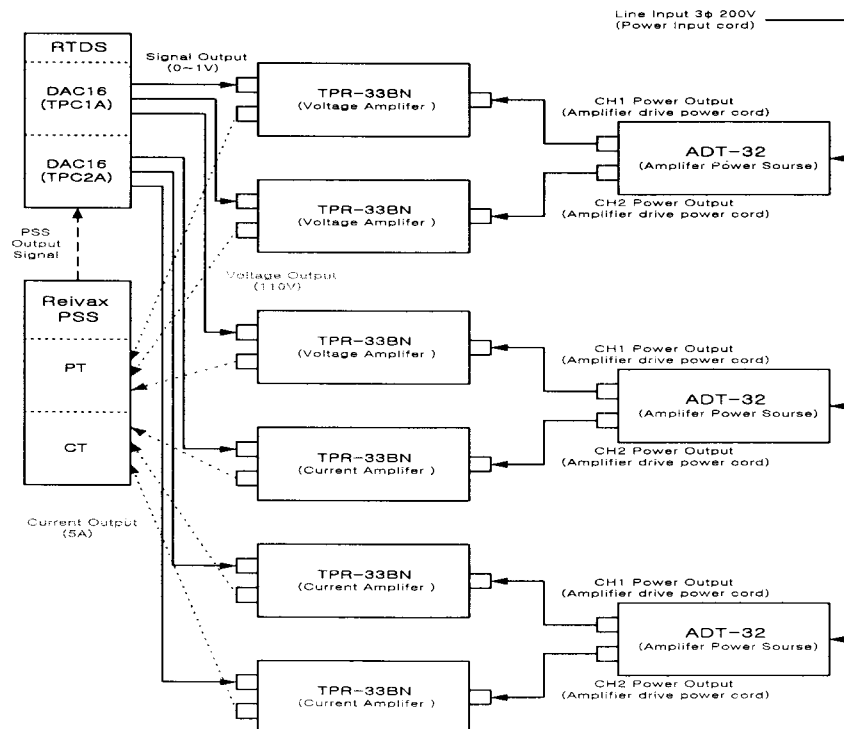 Line Input 3ϕ 200V
(Power Input cord)
RTDS
DAC16
(TPC1A)
DAC16
(TPC2A)
Signal Output
(0~1V)
TPR-33BN
(Voltage Amplifer )
CH1 Power Output
(Amplifier drive power cord)
ADT-32
(Amplifer Power Sourse)
TPR-33BN
(Voltage Amplifer )
CH2 Power Output
(Amplifier drive power cord)
PSS
Output
Signal
Voltage Output
(110V)
Reivax
PSS
PT
CT
TPR-33BN
(Voltage Amplifer )
CH1 Power Output
(Amplifier drive power cord)
ADT-32
(Amplifer Power Sourse)
TPR-33BN
(Current Amplifer )
CH2 Power Output
(Amplifier drive power cord)
Current Output
(5A)
TPR-33BN
(Current Amplifer )
CH1 Power Output
(Amplifier drive power cord)
ADT-32
(Amplifer Power Sourse)
TPR-33BN
(Current Amplifer )
CH2 Power Output
(Amplifier drive power cord)